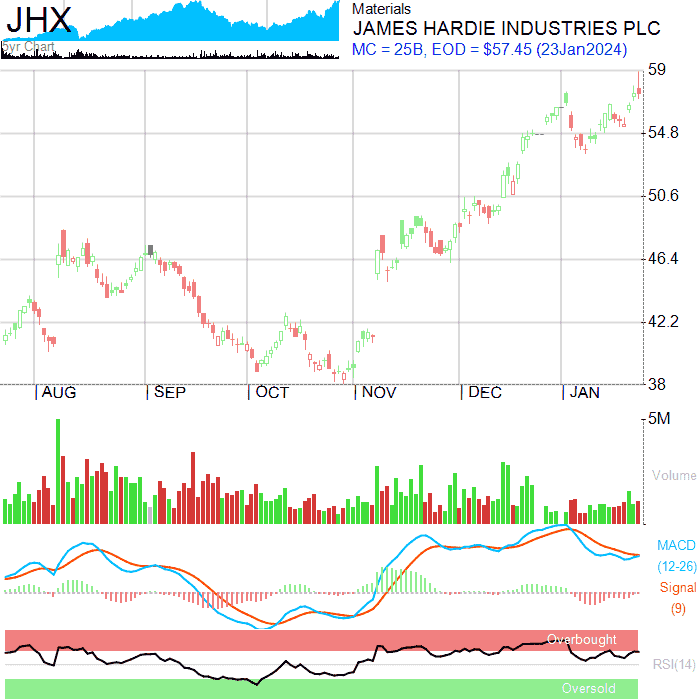 JHX
5yr Chart
Materials
JAMES HARDIE INDUSTRIES PLC
MC = 25B, EOD = $57.45 (23Jan2024)
59
54.8
50.6
46.4
42.2
38
AUG SEP OCT NOV DEC JAN
5M
Volume
MACD
(12-26)
Signal
(9)
Overbought
RSI(14)
Oversold